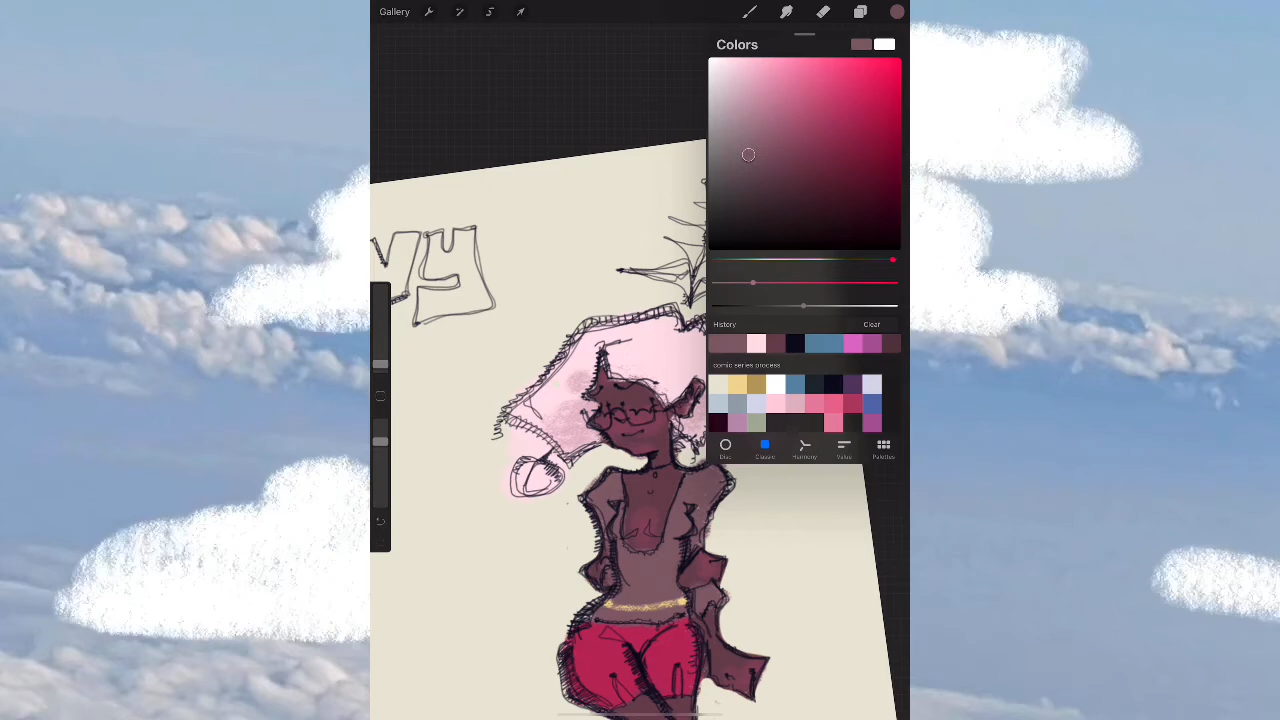 Gallery
Colors
History Clear
comic series process
Disc Classic Harmony Value Palettes